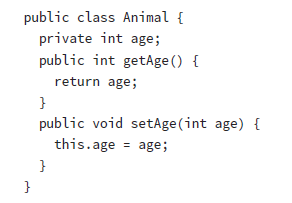 public class Animal {
  private int age;
  public int getAge() {
    return age;
  }
  public void setAge(int age) {
    this.age = age;
  }
}